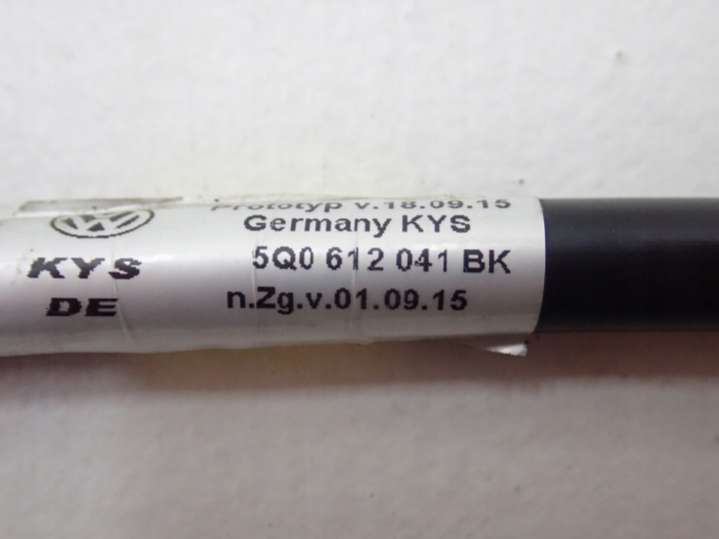 Prototyp v.18.09.15
Germany KYS
5Q0 612 041 BK
n.Zg.v.01.09.15
KYS
DE